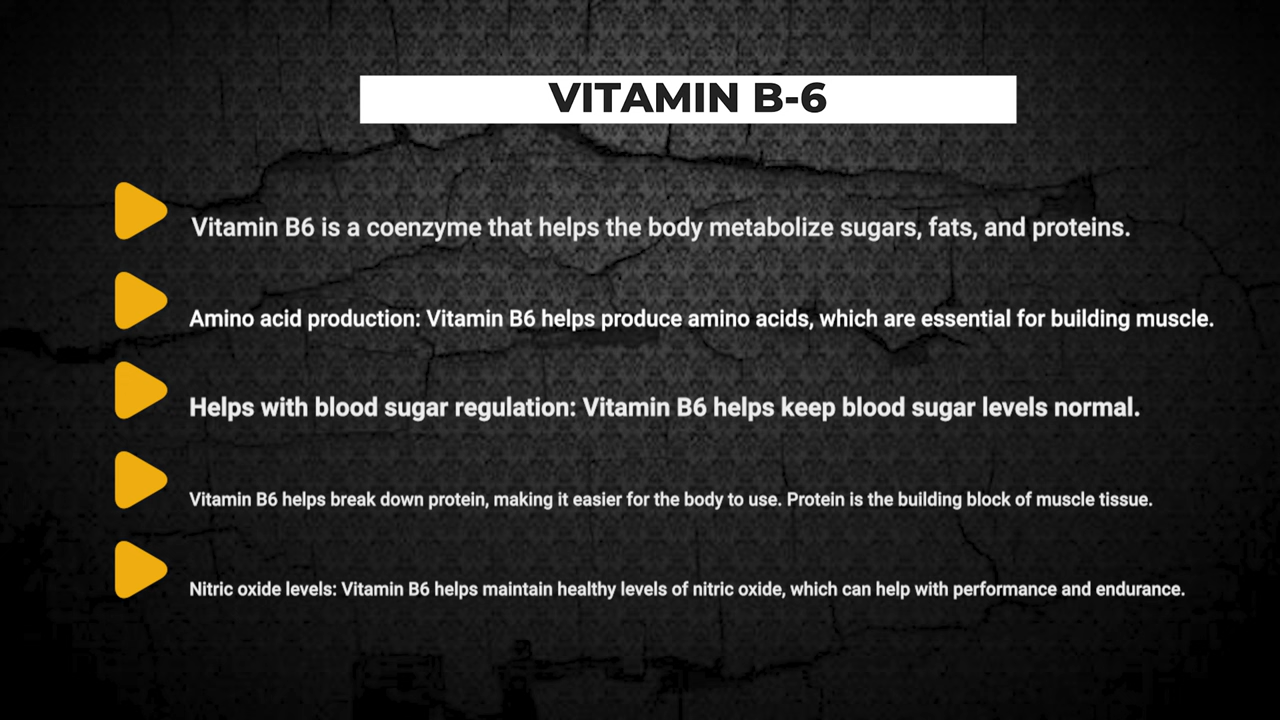 VITAMIN B-6
Vitamin B6 is a coenzyme that helps the body metabolize sugars, fats, and proteins.
Amino acid production: Vitamin B6 helps produce amino acids, which are essential for building muscle.
Helps with blood sugar regulation: Vitamin B6 helps keep blood sugar levels normal.
Vitamin B6 helps break down protein, making it easier for the body to use. Protein is the building block of muscle tissue.
Nitric oxide levels: Vitamin B6 helps maintain healthy levels of nitric oxide, which can help with performance and endurance.